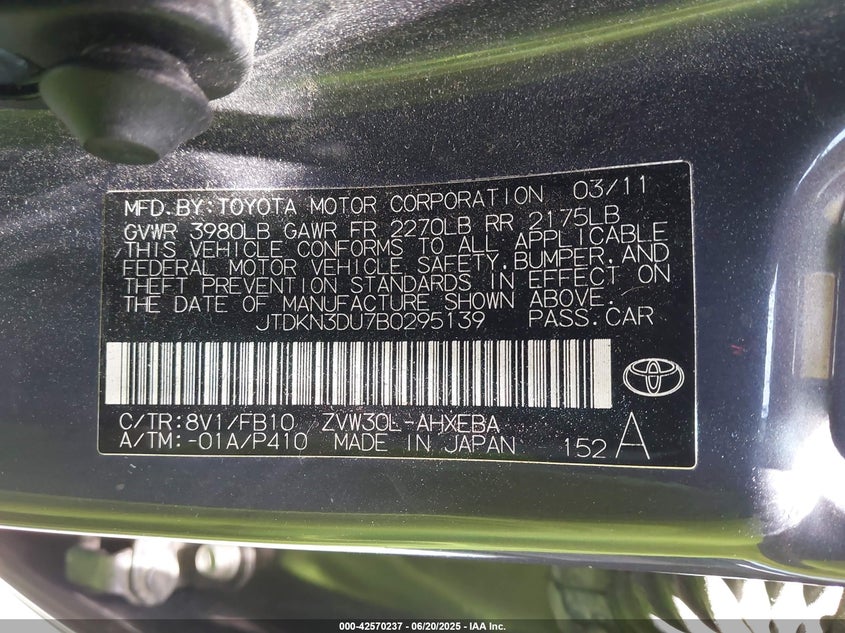 MFD. BY: TOYOTA MOTOR CORPORATION 03/11
GVWR 3980LB GAWR FR 2270LB RR 2175LB
THIS VEHICLE CONFORMS TO ALL APPLICABLE
FEDERAL MOTOR VEHICLE SAFETY, BUMPER, AND
THEFT PREVENTION STANDARDS IN EFFECT ON
THE DATE OF MANUFACTURE SHOWN ABOVE.
JTDKN3DU7B0295139 PASS. CAR
C/TR: 8V1/FB10 ZVW30L-AHXEBA
A/TM: -01A/P410 MADE IN JAPAN 152 A
000-42570237 - 06/20/2025 - IAA Inc.